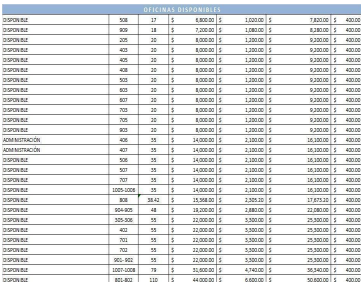 OFICINAS DISPONIBLES
DISPONIBLE 508 17 $ 6,800.00 $ 1,020.00 $ 7,820.00 $ 400.00
DISPONIBLE 909 18 $ 7,200.00 $ 1,080.00 $ 8,280.00 $ 400.00
DISPONIBLE 205 20 $ 8,000.00 $ 1,200.00 $ 9,200.00 $ 400.00
DISPONIBLE 403 20 $ 8,000.00 $ 1,200.00 $ 9,200.00 $ 400.00
DISPONIBLE 405 20 $ 8,000.00 $ 1,200.00 $ 9,200.00 $ 400.00
DISPONIBLE 408 20 $ 8,000.00 $ 1,200.00 $ 9,200.00 $ 400.00
DISPONIBLE 503 20 $ 8,000.00 $ 1,200.00 $ 9,200.00 $ 400.00
DISPONIBLE 603 20 $ 8,000.00 $ 1,200.00 $ 9,200.00 $ 400.00
DISPONIBLE 607 20 $ 8,000.00 $ 1,200.00 $ 9,200.00 $ 400.00
DISPONIBLE 703 20 $ 8,000.00 $ 1,200.00 $ 9,200.00 $ 400.00
DISPONIBLE 705 20 $ 8,000.00 $ 1,200.00 $ 9,200.00 $ 400.00
DISPONIBLE 903 20 $ 8,000.00 $ 1,200.00 $ 9,200.00 $ 400.00
ADMINISTRACIÓN 406 35 $ 14,000.00 $ 2,100.00 $ 16,100.00 $ 400.00
ADMINISTRACIÓN 407 35 $ 14,000.00 $ 2,100.00 $ 16,100.00 $ 400.00
DISPONIBLE 506 35 $ 14,000.00 $ 2,100.00 $ 16,100.00 $ 400.00
DISPONIBLE 507 35 $ 14,000.00 $ 2,100.00 $ 16,100.00 $ 400.00
DISPONIBLE 707 35 $ 14,000.00 $ 2,100.00 $ 16,100.00 $ 400.00
DISPONIBLE 1005-1006 35 $ 14,000.00 $ 2,100.00 $ 16,100.00 $ 400.00
DISPONIBLE 808 38.42 $ 15,368.00 $ 2,305.20 $ 17,673.20 $ 400.00
DISPONIBLE 904-905 48 $ 19,200.00 $ 2,880.00 $ 22,080.00 $ 400.00
DISPONIBLE 505-506 55 $ 22,000.00 $ 3,300.00 $ 25,300.00 $ 400.00
DISPONIBLE 402 55 $ 22,000.00 $ 3,300.00 $ 25,300.00 $ 400.00
DISPONIBLE 701 55 $ 22,000.00 $ 3,300.00 $ 25,300.00 $ 400.00
DISPONIBLE 702 55 $ 22,000.00 $ 3,300.00 $ 25,300.00 $ 400.00
DISPONIBLE 901-902 55 $ 22,000.00 $ 3,300.00 $ 25,300.00 $ 400.00
DISPONIBLE 1007-1008 79 $ 31,600.00 $ 4,740.00 $ 36,340.00 $ 400.00
DISPONIBLE 801-802 110 $ 44,000.00 $ 6,600.00 $ 50,600.00 $ 400.00